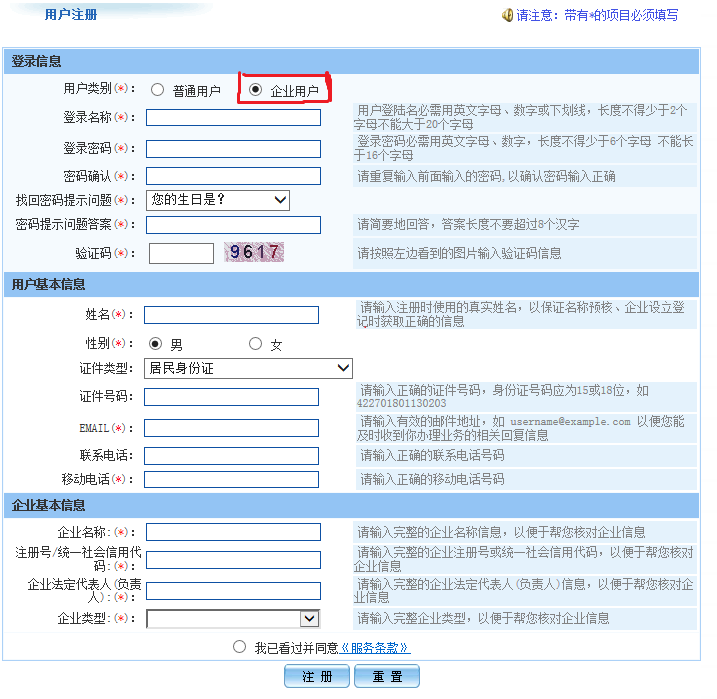 用户注册
请注意：带有*的项目必须填写
登录信息
用户类别(*)：
普通用户
企业用户
登录名称(*)：
用户登陆名必需用英文字母、数字或下划线，长度不得少于2个
字母不能大于20个字母
登录密码(*)：
登录密码必需用英文字母、数字，长度不得少于6个字母 不能长
于16个字母
密码确认(*)：
请重复输入前面输入的密码,以确认密码输入正确
找回密码提示问题(*)：
您的生日是？
密码提示问题答案(*)：
请简要地回答，答案长度不要超过8个汉字
验证码(*)：
9617
请按照左边看到的图片输入验证码信息
用户基本信息
姓名(*)：
请输入注册时使用的真实姓名，以保证名称预核、企业设立登
记时获取正确的信息
性别(*)：
男
女
证件类型：
居民身份证
证件号码：
请输入正确的证件号码，身份证号码应为15或18位，如
422701801130203
EMAIL(*)：
请输入有效的邮件地址，如 username@example.com 以便您能
及时收到你办理业务的相关回复信息
联系电话：
请输入正确的联系电话号码
移动电话(*)：
请输入正确的移动电话号码
企业基本信息
企业名称:(*)：
请输入完整的企业名称信息，以便于帮您核对企业信息
注册号/统一社会信用代
码:(*)：
请输入完整的企业注册号或统一社会信用代码，以便于帮您核对
企业信息
企业法定代表人(负责
人):(*)：
请输入完整的企业法定代表人(负责人)信息，以便于帮您核对企
业信息
企业类型:(*)：
请输入完整企业类型，以便于帮您核对企业信息
我已看过并同意《服务条款》
注 册
重 置